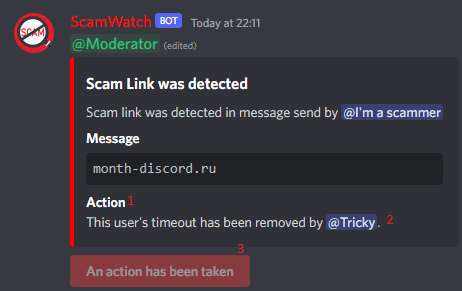 SCAM
ScamWatch BOT Today at 22:11
@Moderator (edited)
Scam Link was detected
Scam link was detected in message send by @I'm a scammer
Message
month-discord.ru
Action 1
This user's timeout has been removed by @Tricky. 2
3
An action has been taken